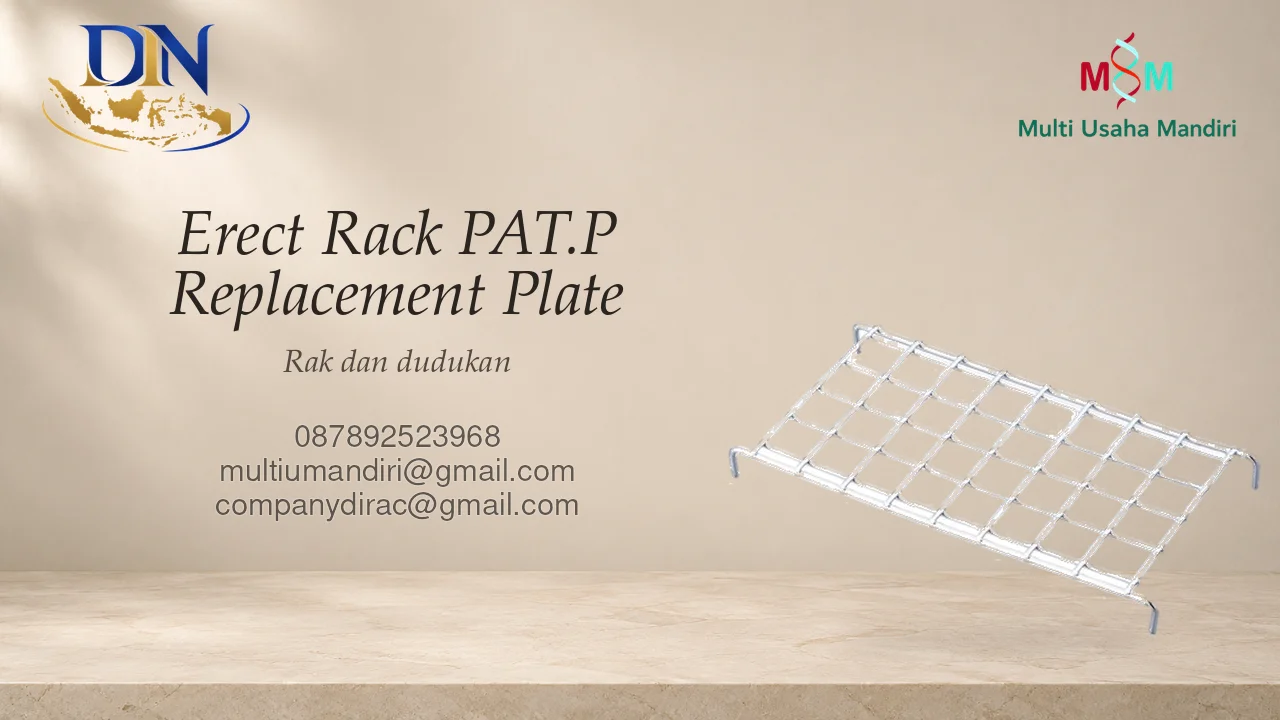 DN
M M
Multi Usaha Mandiri
Erect Rack PAT.P
Replacement Plate
Rak dan dudukan
087892523968
multiumandiri@gmail.com
companydirac@gmail.com